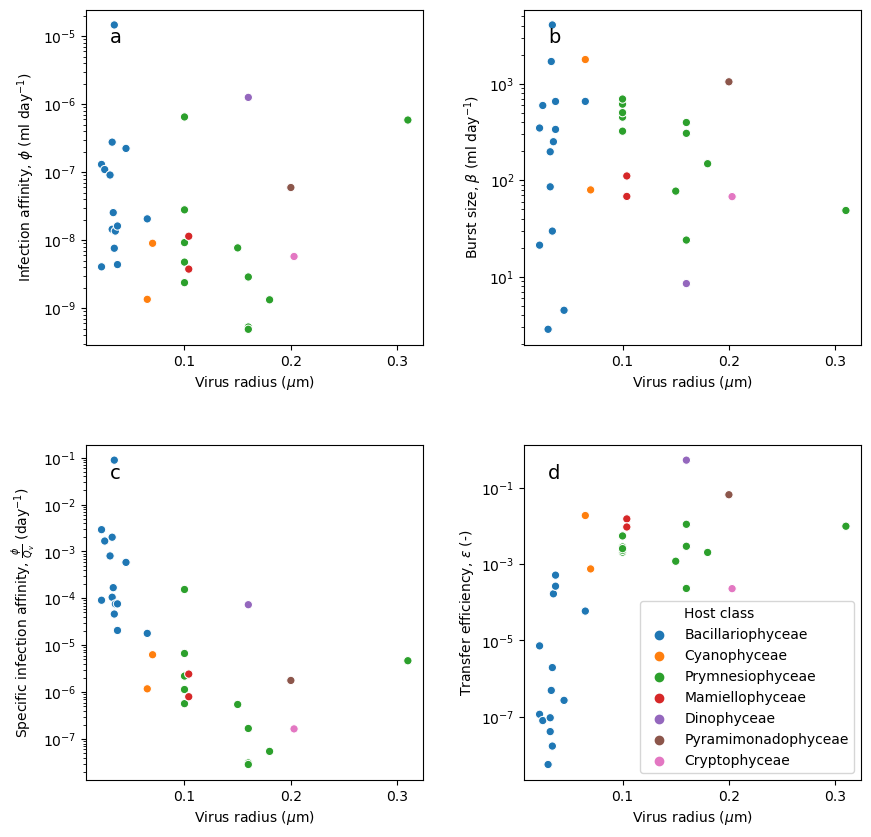 a
10⁻⁵
10⁻⁶
10⁻⁷
10⁻⁸
10⁻⁹
Infection affinity, ϕ (ml day⁻¹)
0.1 0.2 0.3
Virus radius (μm)
b
10³
10²
10¹
Burst size, β (ml day⁻¹)
0.1 0.2 0.3
Virus radius (μm)
c
10⁻¹
10⁻²
10⁻³
10⁻⁴
10⁻⁵
10⁻⁶
10⁻⁷
Specific infection affinity, ϕ/Qᵥ (day⁻¹)
0.1 0.2 0.3
Virus radius (μm)
d
10⁻¹
10⁻³
10⁻⁵
10⁻⁷
Transfer efficiency, ε (-)
Host class
Bacillariophyceae
Cyanophyceae
Prymnesiophyceae
Mamiellophyceae
Dinophyceae
Pyramimonadophyceae
Cryptophyceae
0.1 0.2 0.3
Virus radius (μm)